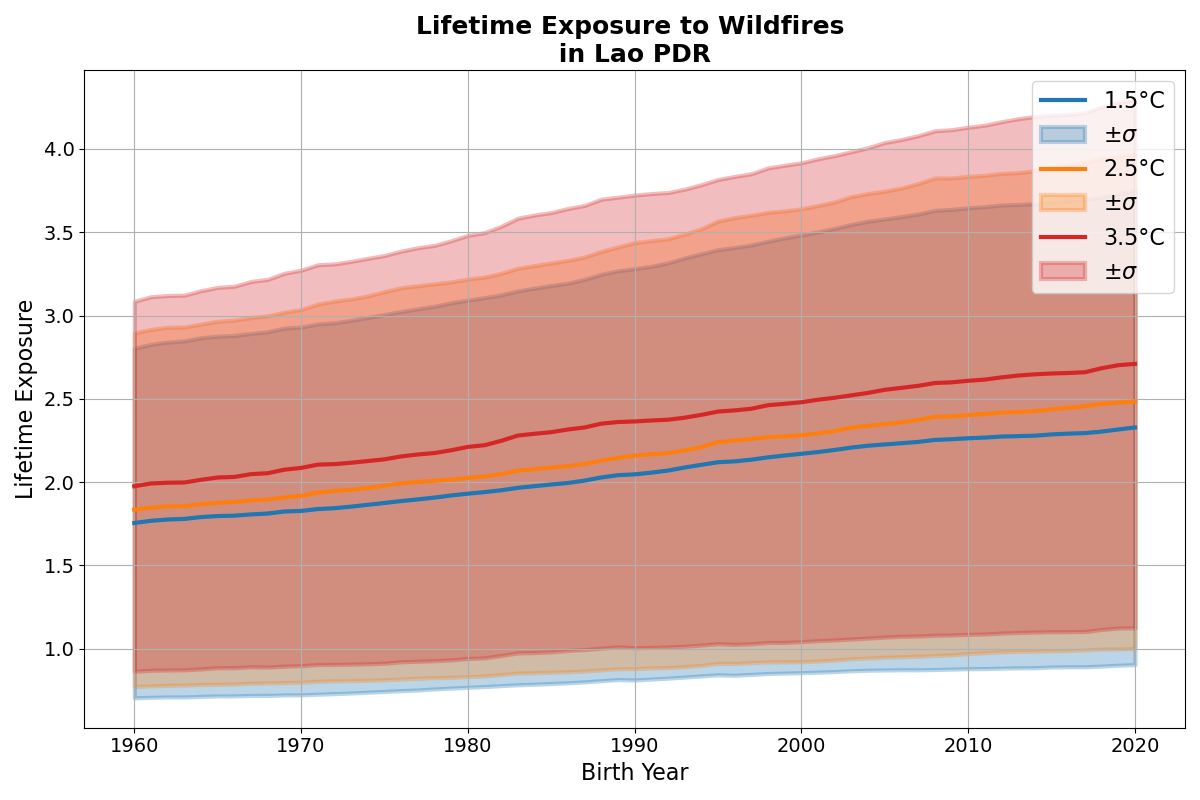 Lifetime Exposure to Wildfires
in Lao PDR
Lifetime Exposure
4.0
3.5
3.0
2.5
2.0
1.5
1.0
1960
1970
1980
1990
2000
2010
2020
Birth Year
1.5°C
±σ
2.5°C
±σ
3.5°C
±σ